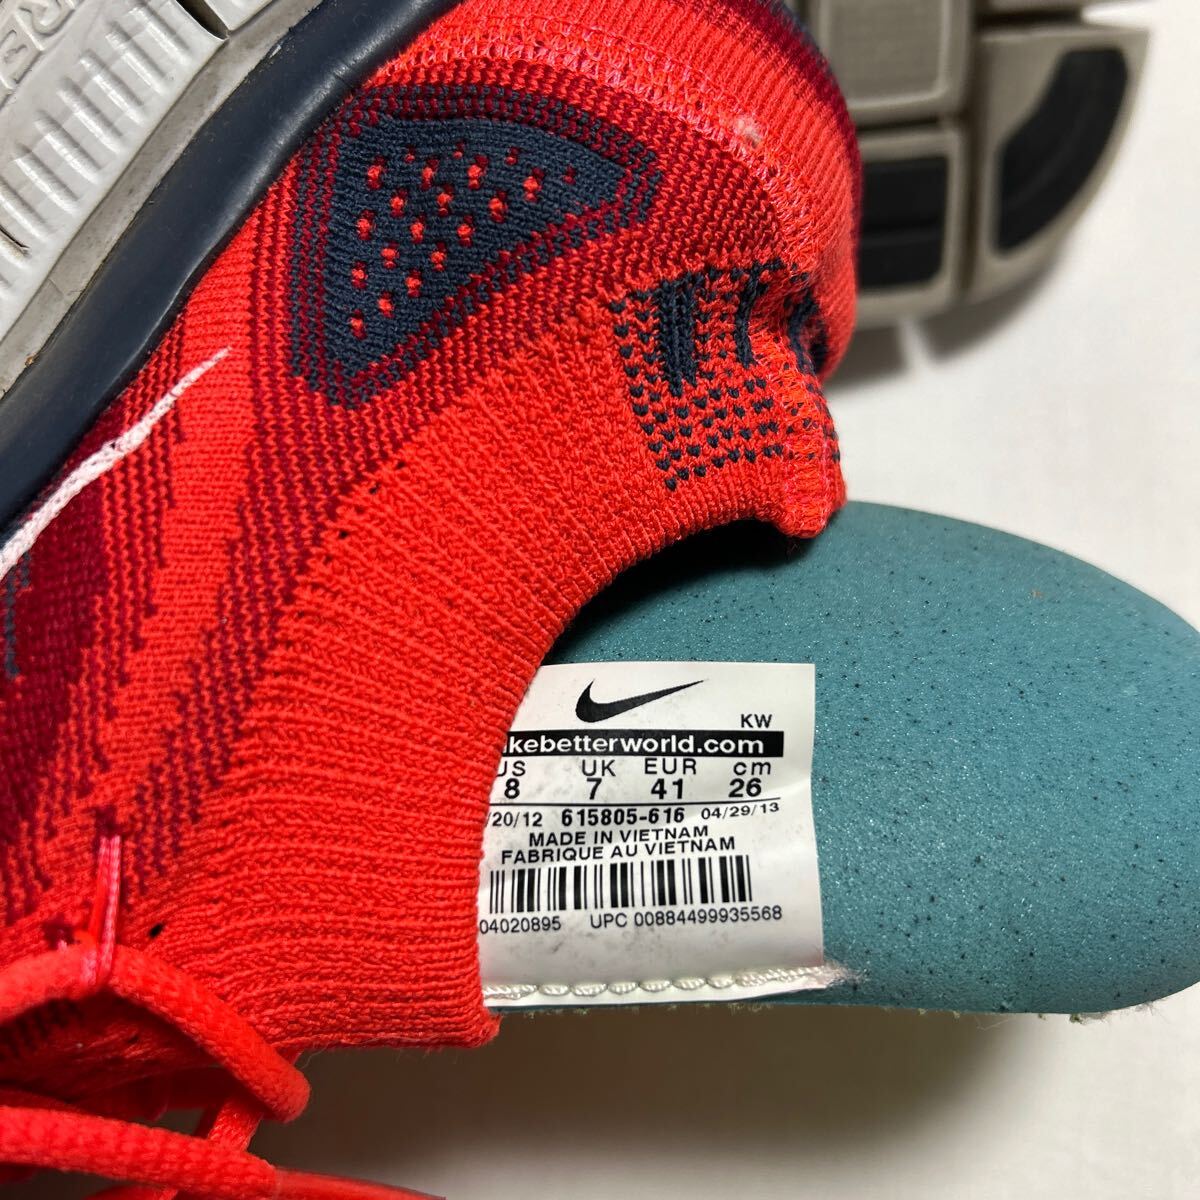 KW
kebetterworld.com
US UK EUR cm
8 7 41 26
/20/12 615805-616 04/29/13
MADE IN VIETNAM
FABRIQUE AU VIETNAM
04020895 UPC 00884499935568